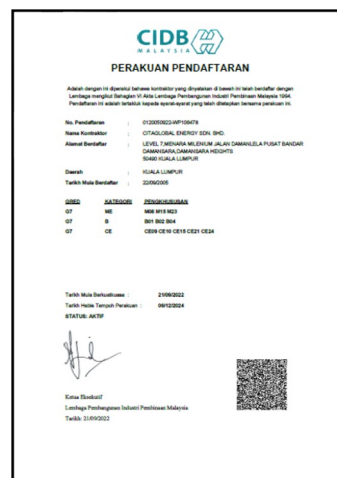 CIDB
MALAYSIA
PERAKUAN PENDAFTARAN
Adalah dengan ini diperakui bahawa kontraktor yang dinyatakan di bawah ini telah berdaftar dengan
Lembaga mengikut Bahagian VI Akta Lembaga Pembangunan Industri Pembinaan Malaysia 1994.
Pendaftaran ini adalah tertakluk kepada syarat-syarat yang telah ditetapkan bersama perakuan ini.
No. Pendaftaran : 0120050922-WP106478
Nama Kontraktor : CITAGLOBAL ENERGY SDN. BHD.
Alamat Berdaftar : LEVEL 7,MENARA MILENIUM JALAN DAMANLELA PUSAT BANDAR
DAMANSARA,DAMANSARA HEIGHTS
50490 KUALA LUMPUR
Daerah : KUALA LUMPUR
Tarikh Mula Berdaftar : 22/09/2005
GRED KATEGORI PENGKHUSUSAN
G7 ME M06 M15 M23
G7 B B01 B02 B04
G7 CE CE09 CE10 CE15 CE21 CE24
Tarikh Mula Berkuatkuasa : 21/09/2022
Tarikh Habis Tempoh Perakuan : 06/12/2024
STATUS: AKTIF
Ketua Eksekutif
Lembaga Pembangunan Industri Pembinaan Malaysia
Tarikh: 21/09/2022